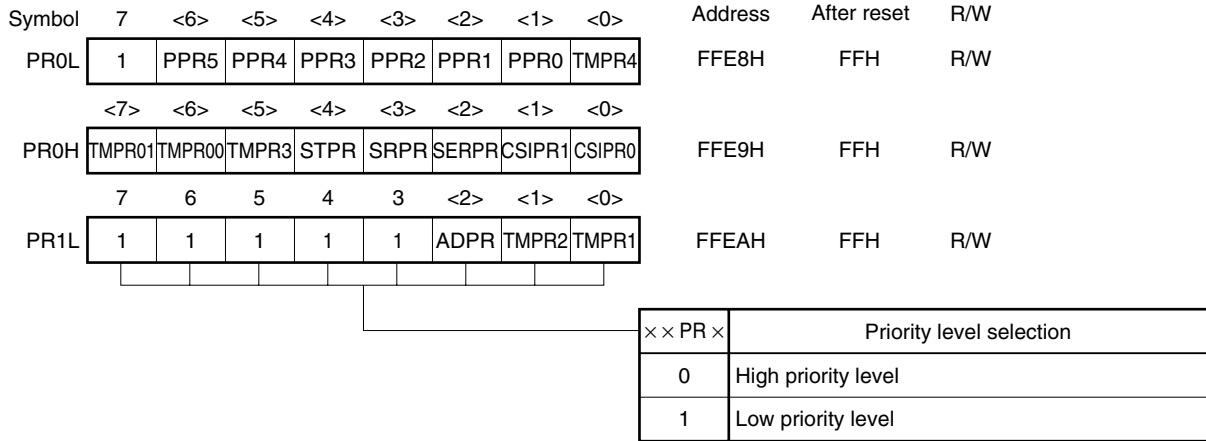 Symbol 7 <6> <5> <4> <3> <2> <1> <0> Address After reset R/W
PR0L 1 PPR5 PPR4 PPR3 PPR2 PPR1 PPR0 TMPR4 FFE8H FFH R/W
<7> <6> <5> <4> <3> <2> <1> <0>
PR0H TMPR01 TMPR00 TMPR3 STPR SRPR SERPR CSIPR1 CSIPR0 FFE9H FFH R/W
7 6 5 4 3 <2> <1> <0>
PR1L 1 1 1 1 1 ADPR TMPR2 TMPR1 FFEAH FFH R/W
××PR× Priority level selection
0 High priority level
1 Low priority level